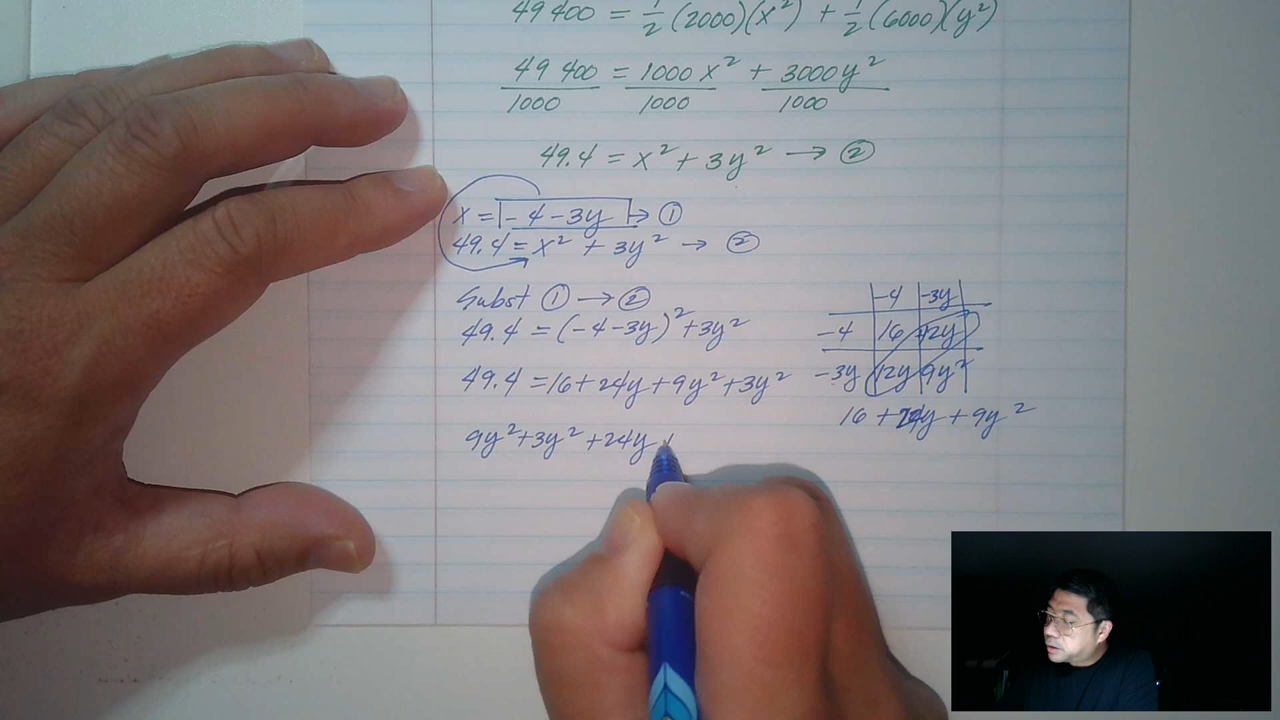 49 400 = 1/2 (2000)(x²) + 1/2 (6000)(y²)
49 400 = 1000 x² + 3000y²
1000 1000 1000
49.4 = x² + 3y² → ②
x = -4-3y → ①
49.4 = x² + 3y² → ②
Subst ① → ②
49.4 = (-4-3y)² + 3y²
49.4 = 16 + 24y + 9y² + 3y²
9y² + 3y² + 24y
-4 -3y
-4 16 12y
-3y 12y 9y²
16 + 24y + 9y²